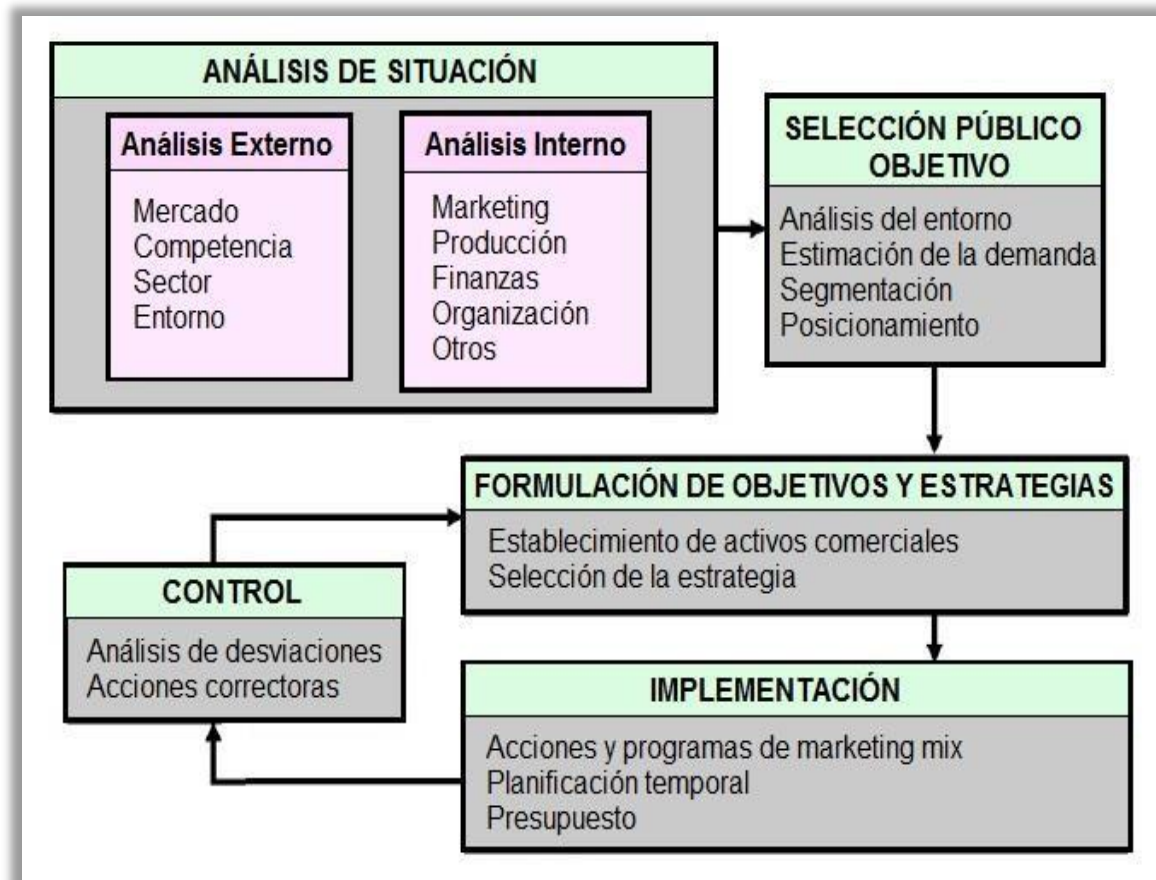 ANÁLISIS DE SITUACIÓN
Análisis Externo
Mercado
Competencia
Sector
Entorno
Análisis Interno
Marketing
Producción
Finanzas
Organización
Otros
SELECCIÓN PÚBLICO
OBJETIVO
Análisis del entorno
Estimación de la demanda
Segmentación
Posicionamiento
FORMULACIÓN DE OBJETIVOS Y ESTRATEGIAS
Establecimiento de activos comerciales
Selección de la estrategia
CONTROL
Análisis de desviaciones
Acciones correctoras
IMPLEMENTACIÓN
Acciones y programas de marketing mix
Planificación temporal
Presupuesto